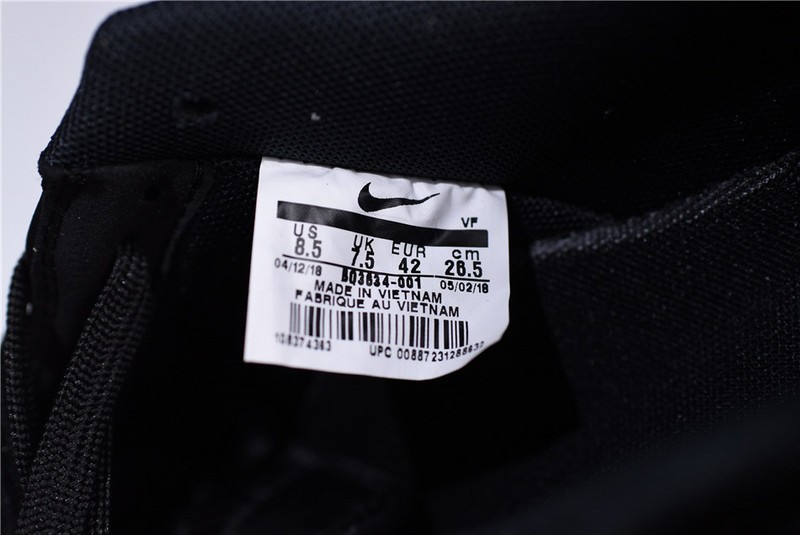 VF
US UK EUR cm
8.5 7.5 42 26.5
04/12/18 05/02/18
MADE IN VIETNAM
FABRIQUE AU VIETNAM
UPC